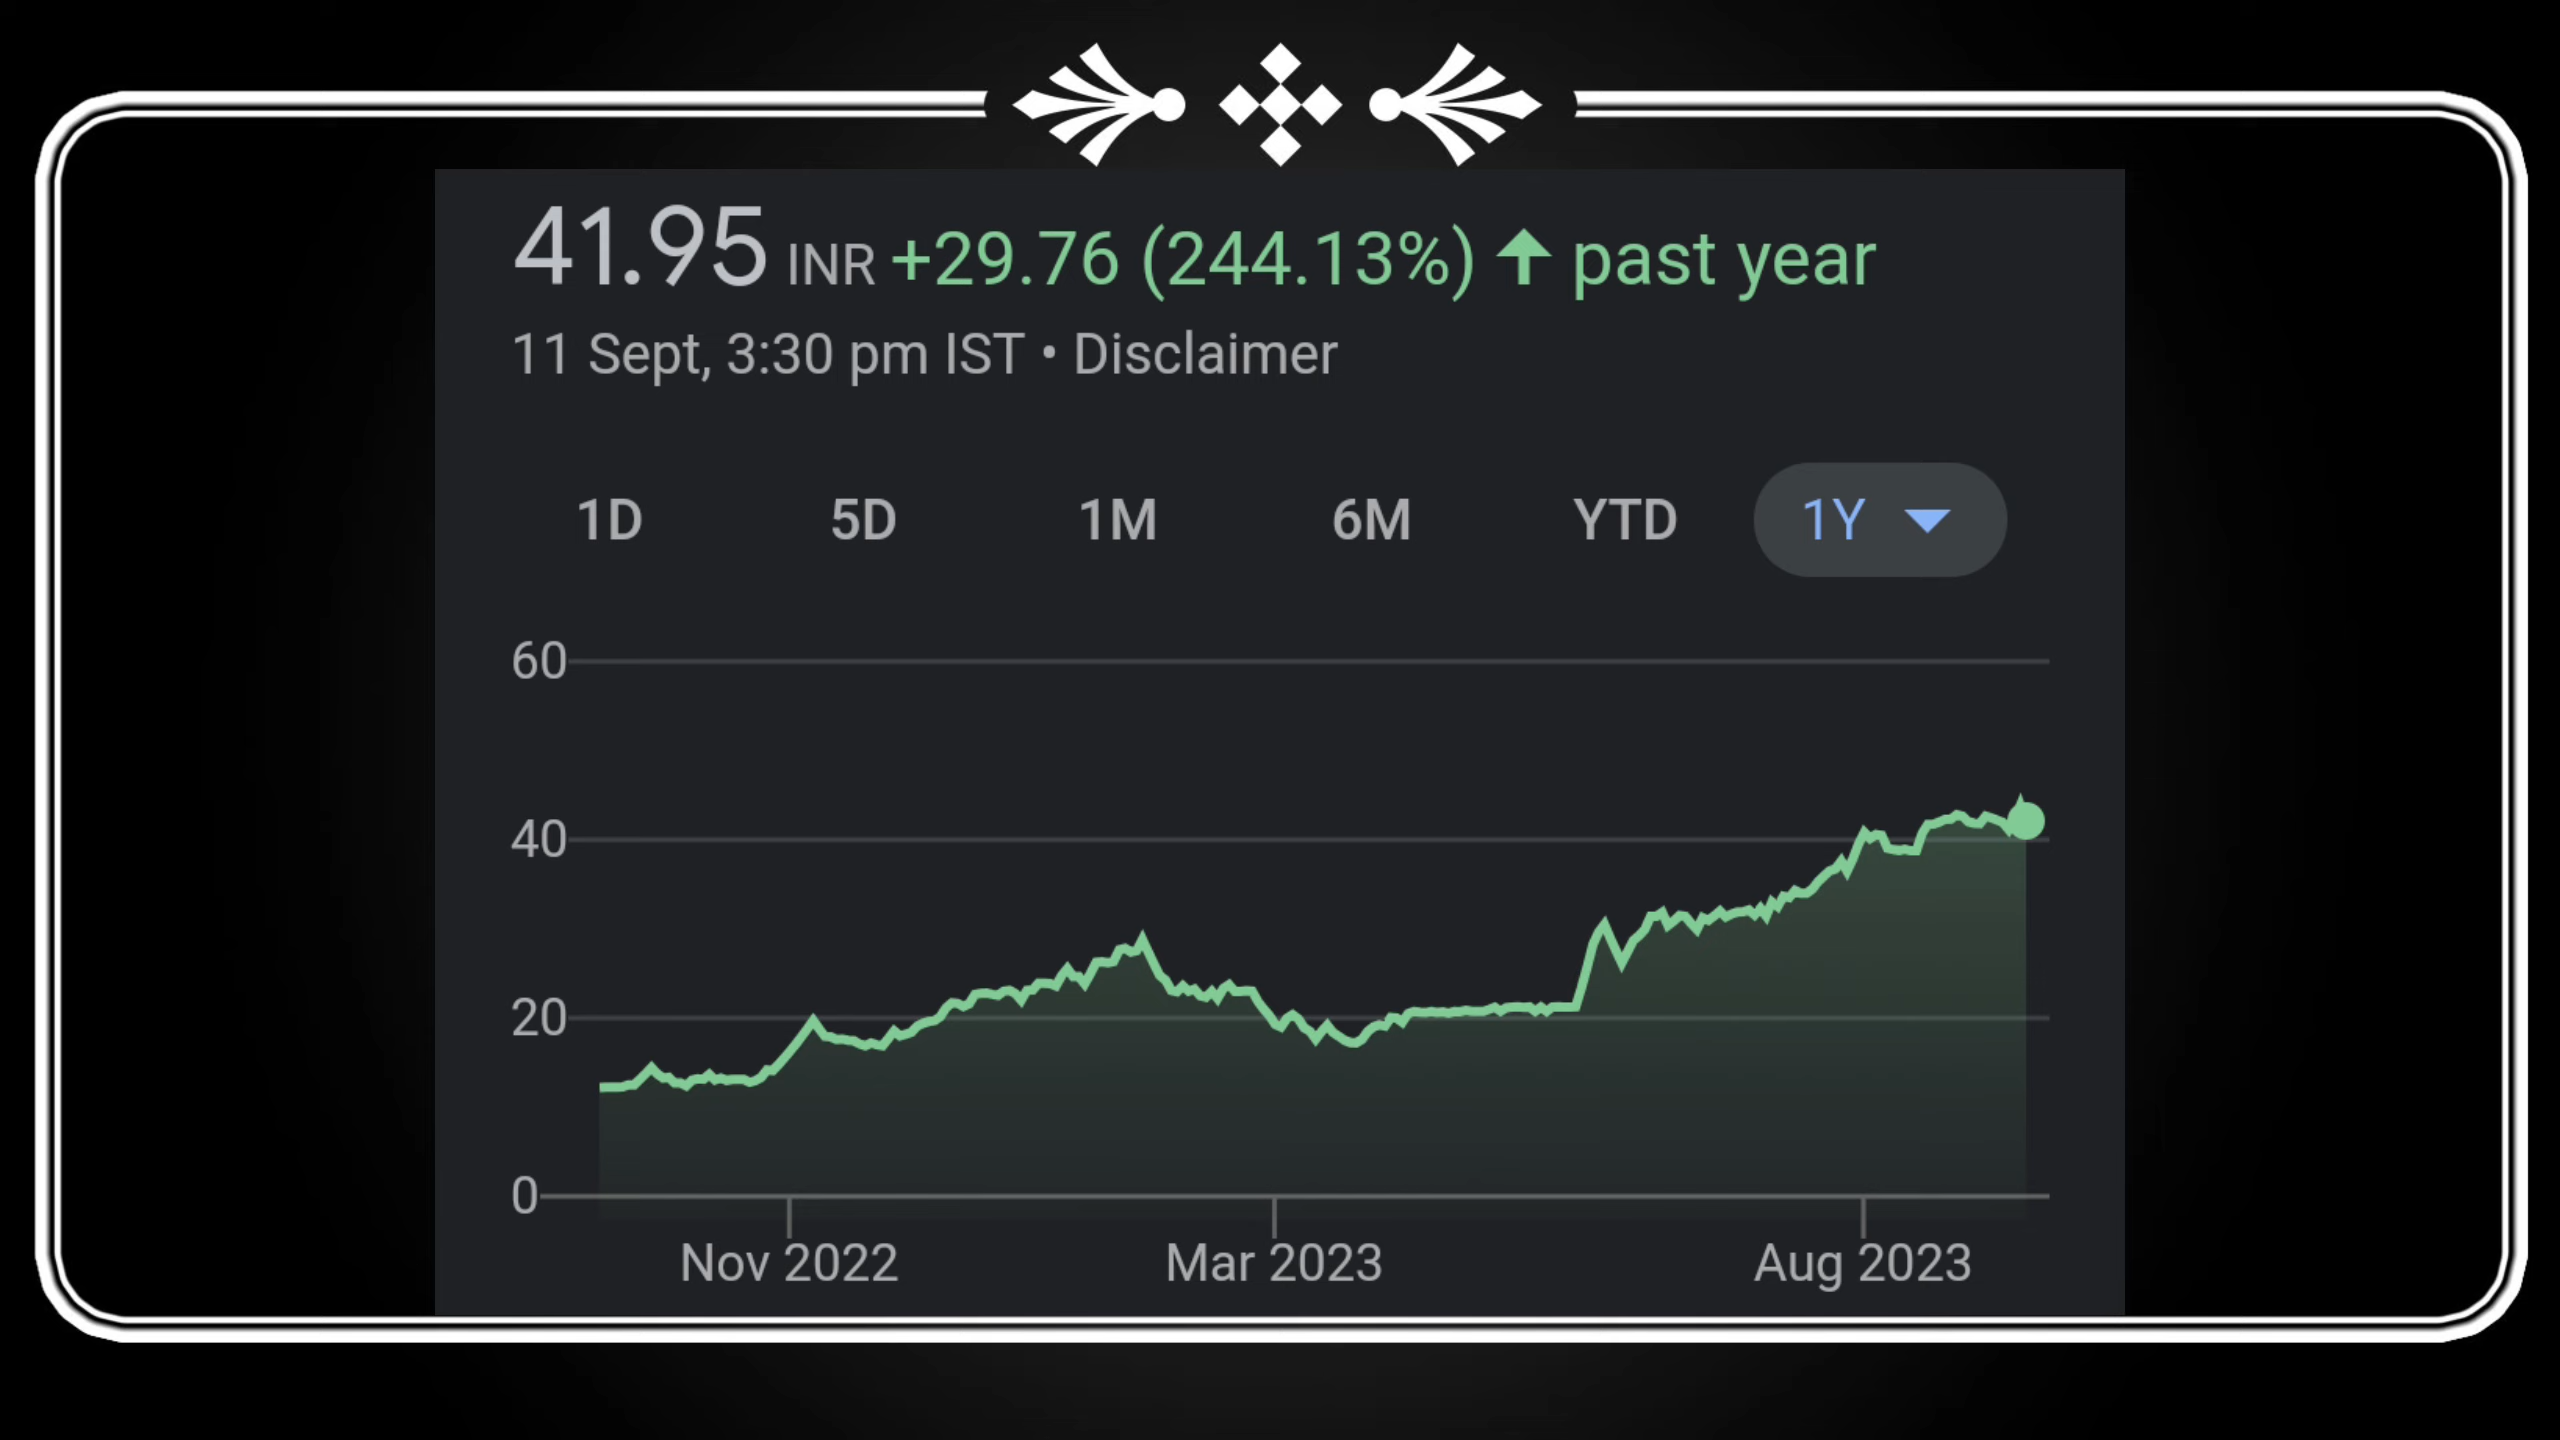 41.95 INR +29.76 (244.13%) ↑ past year
11 Sept, 3:30 pm IST • Disclaimer
1D 5D 1M 6M YTD 1Y
60
40
20
0
Nov 2022 Mar 2023 Aug 2023